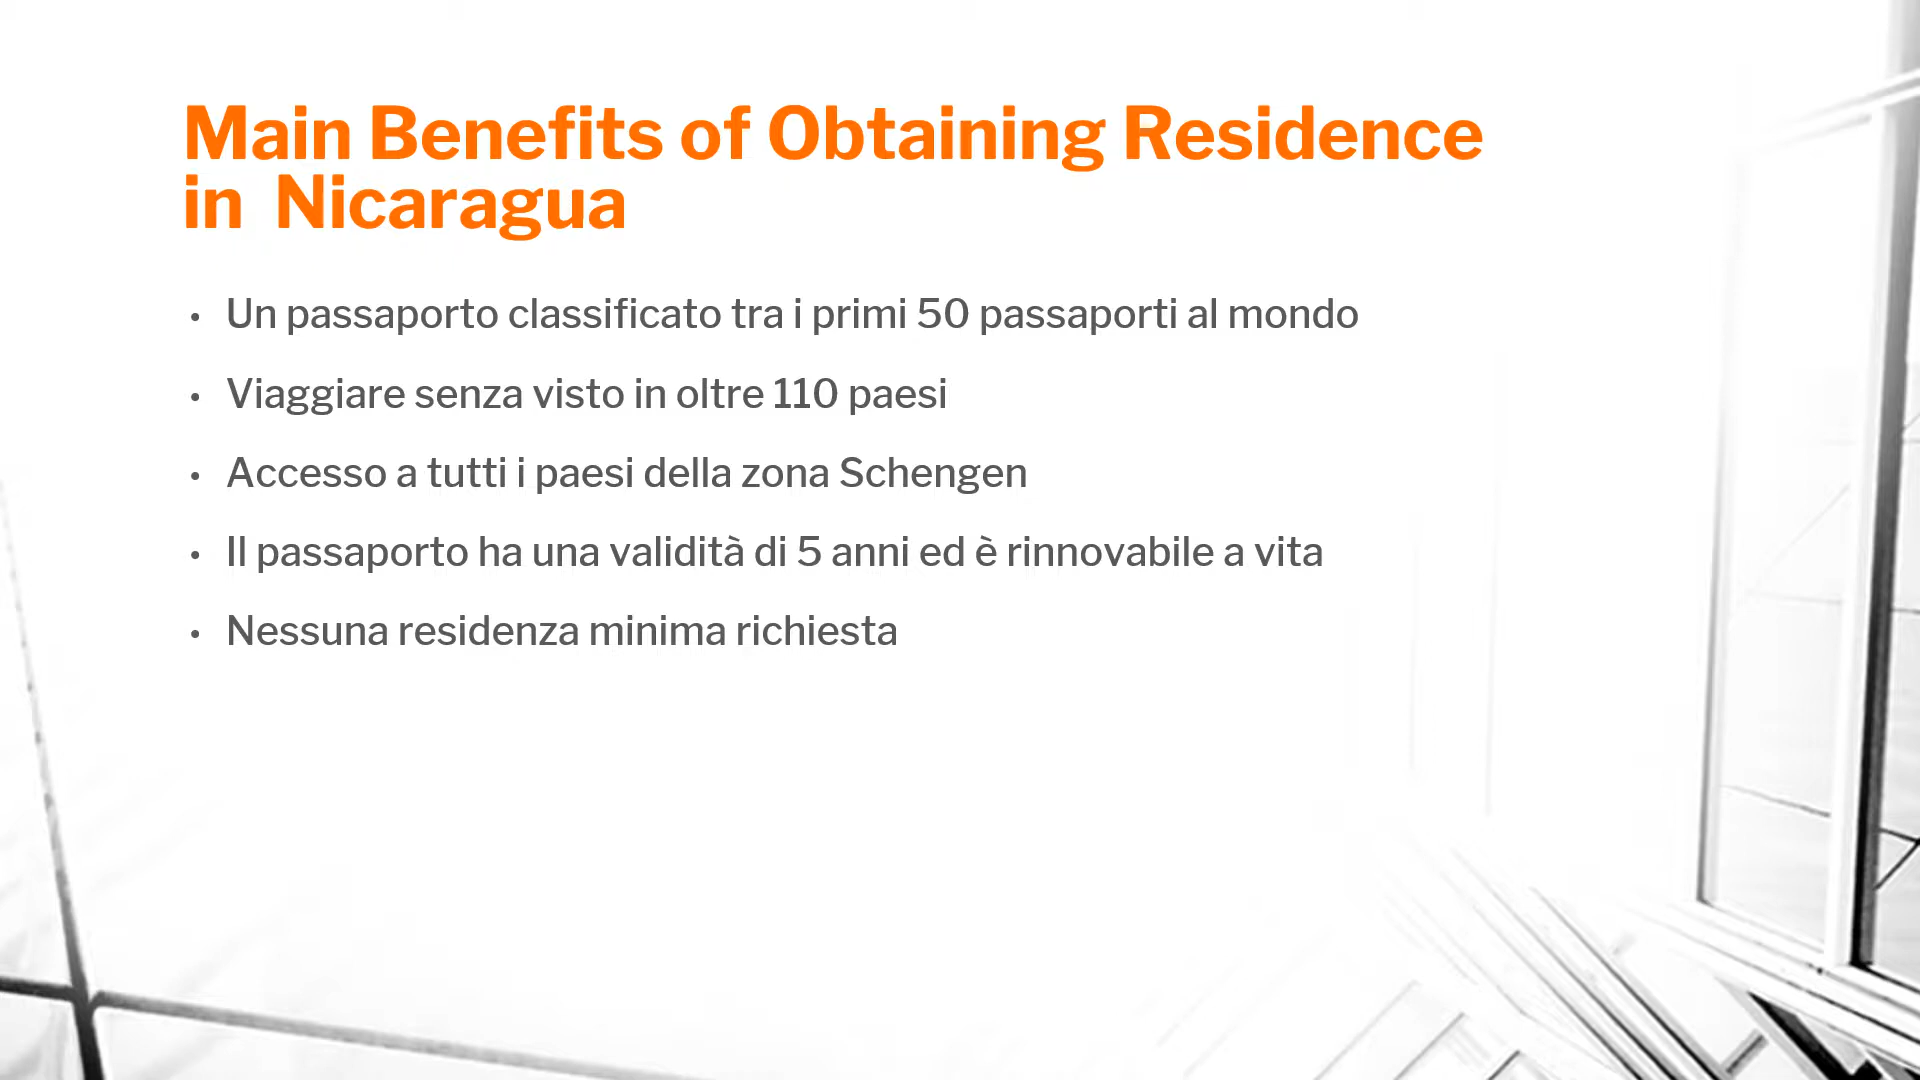 Main Benefits of Obtaining Residence
in  Nicaragua
• Un passaporto classificato tra i primi 50 passaporti al mondo
• Viaggiare senza visto in oltre 110 paesi
• Accesso a tutti i paesi della zona Schengen
• Il passaporto ha una validità di 5 anni ed è rinnovabile a vita
• Nessuna residenza minima richiesta